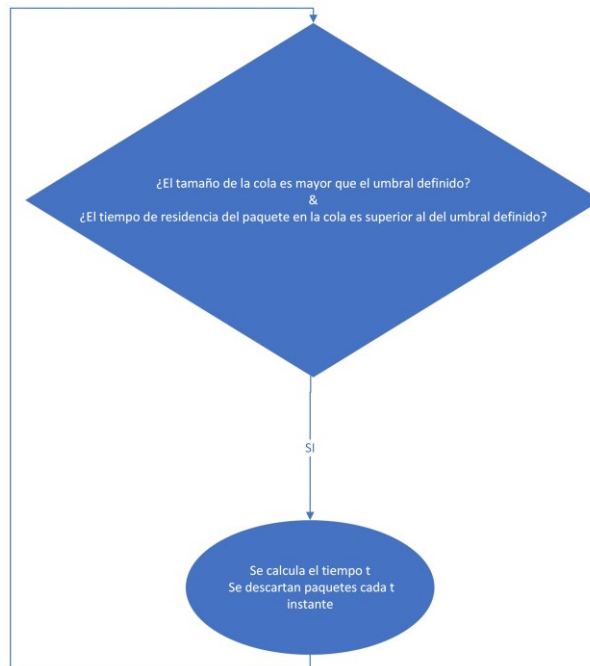 ¿El tamaño de la cola es mayor que el umbral definido?
&
¿El tiempo de residencia del paquete en la cola es superior al del umbral definido?
SI
Se calcula el tiempo t
Se descartan paquetes cada t
instante